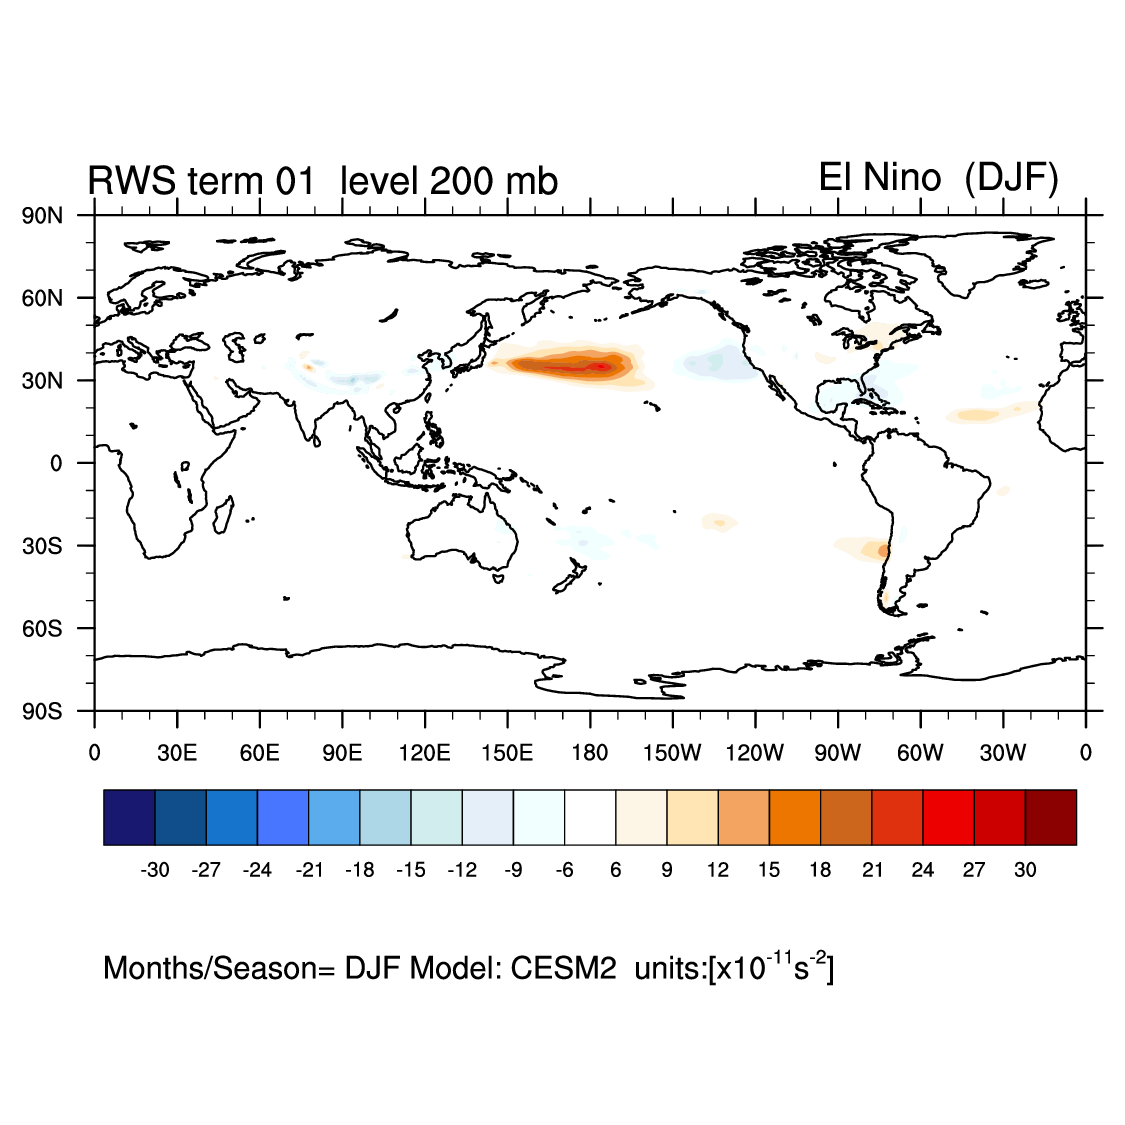 RWS term 01  level 200 mb
El Nino  (DJF)
90N
60N
30N
0
30S
60S
90S
0 30E 60E 90E 120E 150E 180 150W 120W 90W 60W 30W 0
-30 -27 -24 -21 -18 -15 -12 -9 -6 6 9 12 15 18 21 24 27 30
Months/Season= DJF Model: CESM2  units:[x10⁻¹¹s⁻²]